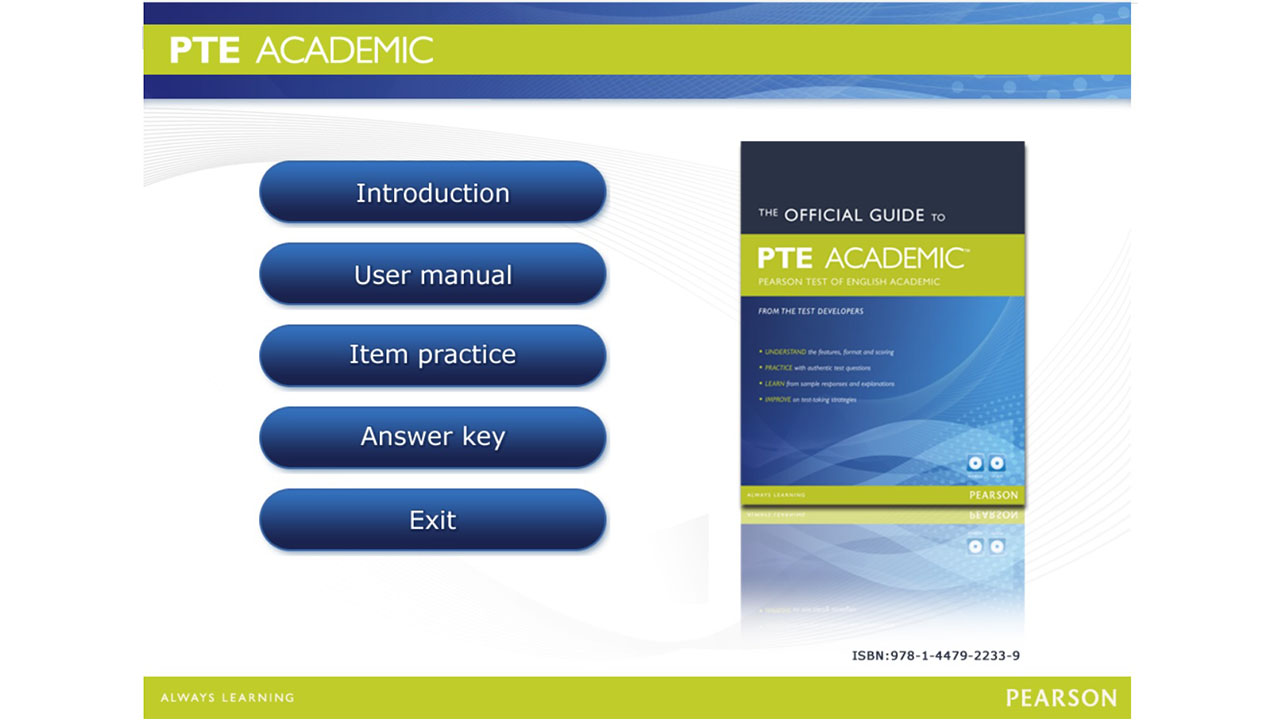 PTE ACADEMIC
Introduction
User manual
Item practice
Answer key
Exit
THE OFFICIAL GUIDE TO
PTE ACADEMIC™
PEARSON TEST OF ENGLISH ACADEMIC
FROM THE TEST DEVELOPERS
• UNDERSTAND the features, format and scoring
• PRACTICE with authentic test questions
• LEARN from sample responses and explanations
• IMPROVE on test-taking strategies
ALWAYS LEARNING PEARSON
ISBN:978-1-4479-2233-9
ALWAYS LEARNING PEARSON